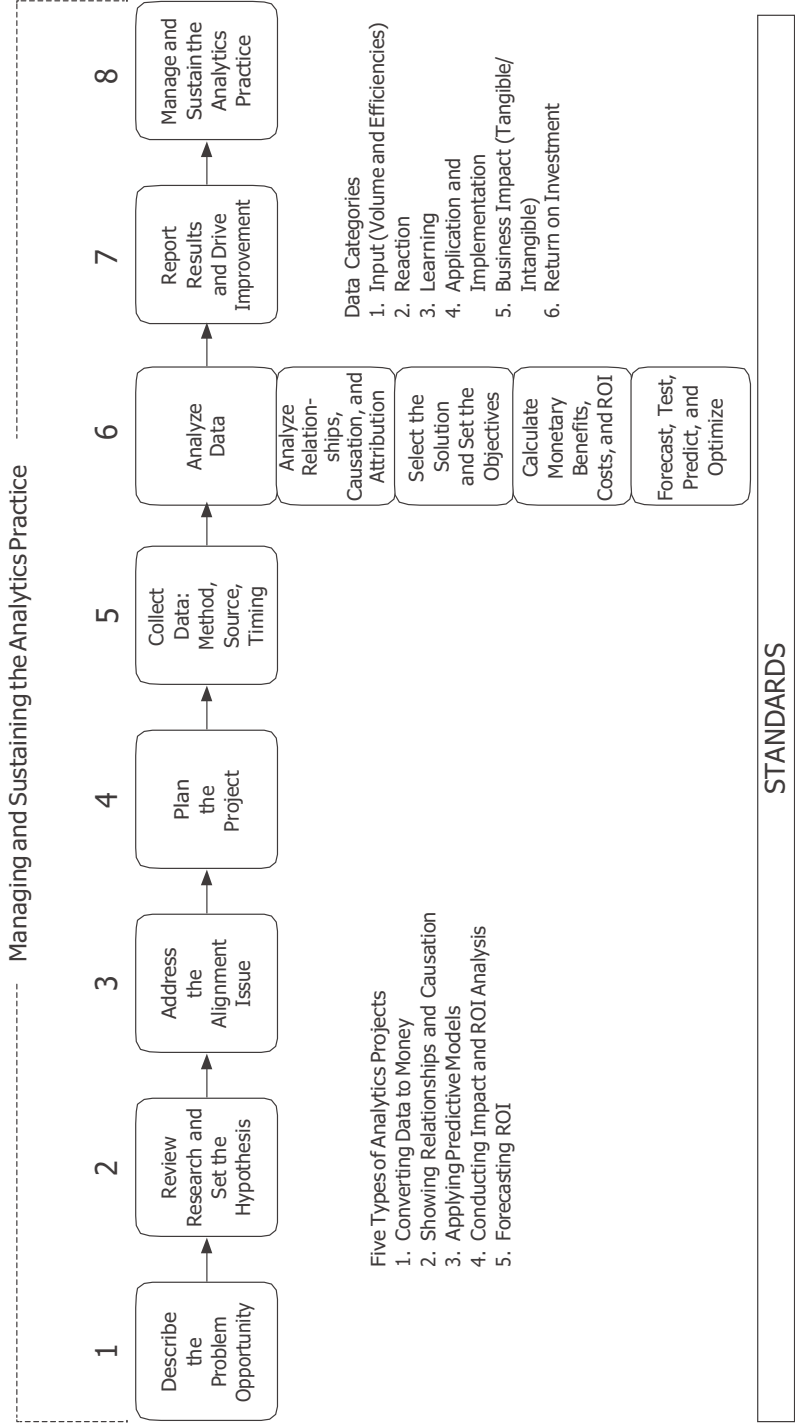 Managing and Sustaining the Analytics Practice
1
2
3
4
5
6
7
8
Describe
the
Problem
Opportunity
Review
Research and
Set the
Hypothesis
Address
the
Alignment
Issue
Plan
the
Project
Collect
Data:
Method,
Source,
Timing
Analyze
Data
Report
Results
and Drive
Improvement
Manage and
Sustain the
Analytics
Practice
Analyze
Relation-
ships,
Causation, and
Attribution
Select the
Solution
and Set the
Objectives
Calculate
Monetary
Benefits,
Costs, and ROI
Forecast, Test,
Predict, and
Optimize
Five Types of Analytics Projects
1. Converting Data to Money
2. Showing Relationships and Causation
3. Applying Predictive Models
4. Conducting Impact and ROI Analysis
5. Forecasting ROI
Data Categories
1. Input (Volume and Efficiencies)
2. Reaction
3. Learning
4. Application and
Implementation
5. Business Impact (Tangible/
Intangible)
6. Return on Investment
STANDARDS